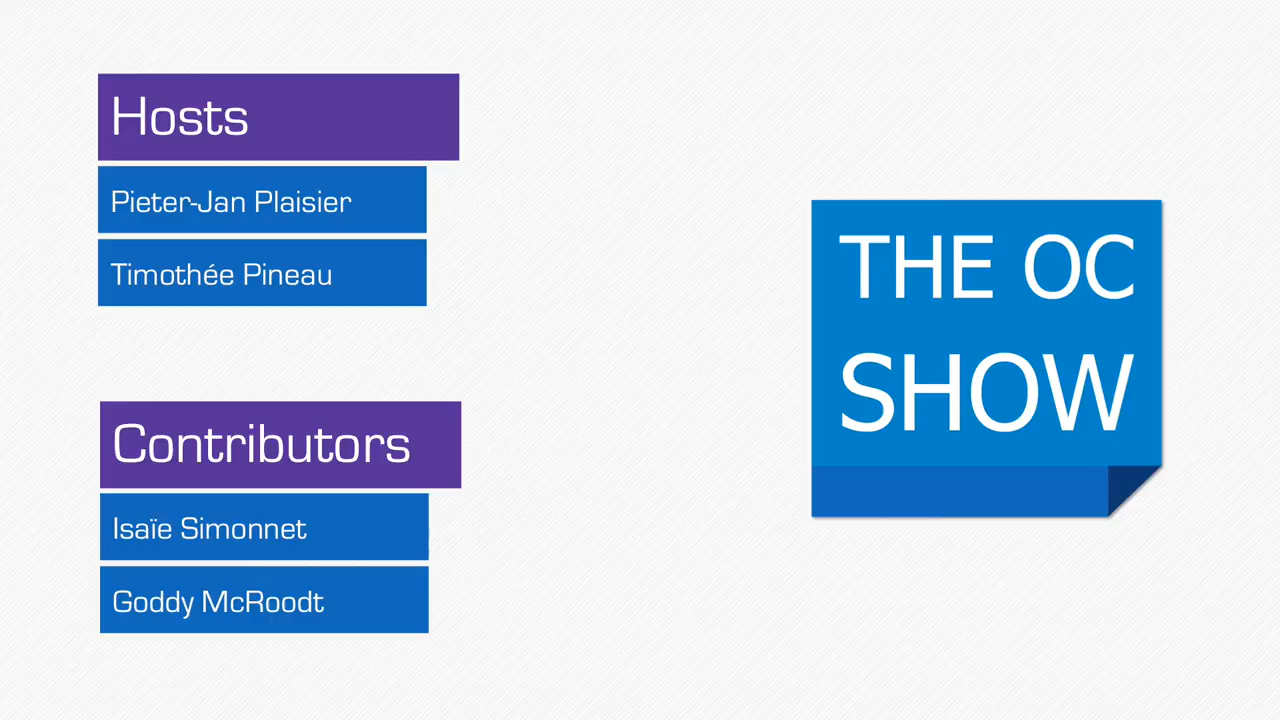 Hosts
Pieter-Jan Plaisier
Timothée Pineau
Contributors
Isaïe Simonnet
Goddy McRoodt
THE OC
SHOW